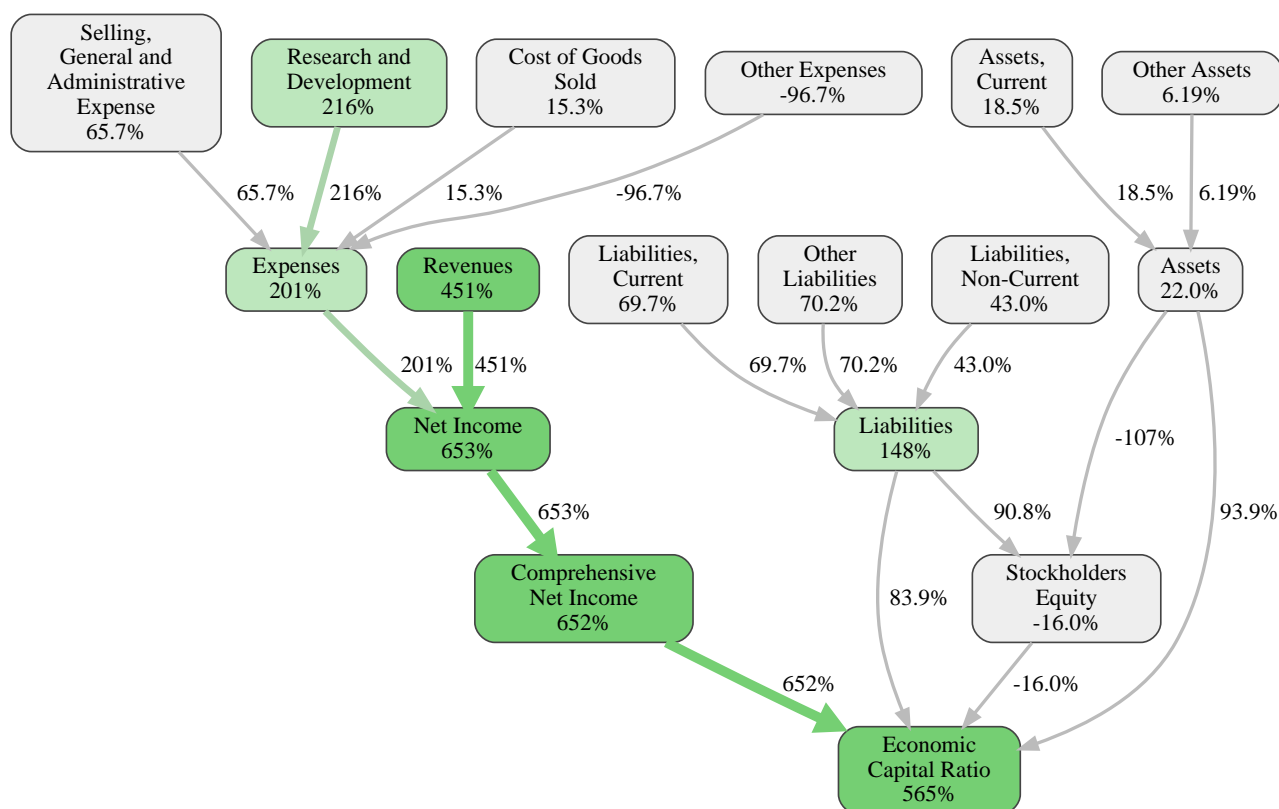 Selling,
General and
Administrative
Expense
65.7%
Research and
Development
216%
Cost of Goods
Sold
15.3%
Other Expenses
-96.7%
Assets,
Current
18.5%
Other Assets
6.19%
65.7%
216%
15.3%
-96.7%
18.5%
6.19%
Expenses
201%
Revenues
451%
Liabilities,
Current
69.7%
Other
Liabilities
70.2%
Liabilities,
Non-Current
43.0%
Assets
22.0%
201%
451%
69.7%
70.2%
43.0%
Net Income
653%
Liabilities
148%
-107%
653%
90.8%
93.9%
Comprehensive
Net Income
652%
83.9%
Stockholders
Equity
-16.0%
652%
-16.0%
Economic
Capital Ratio
565%